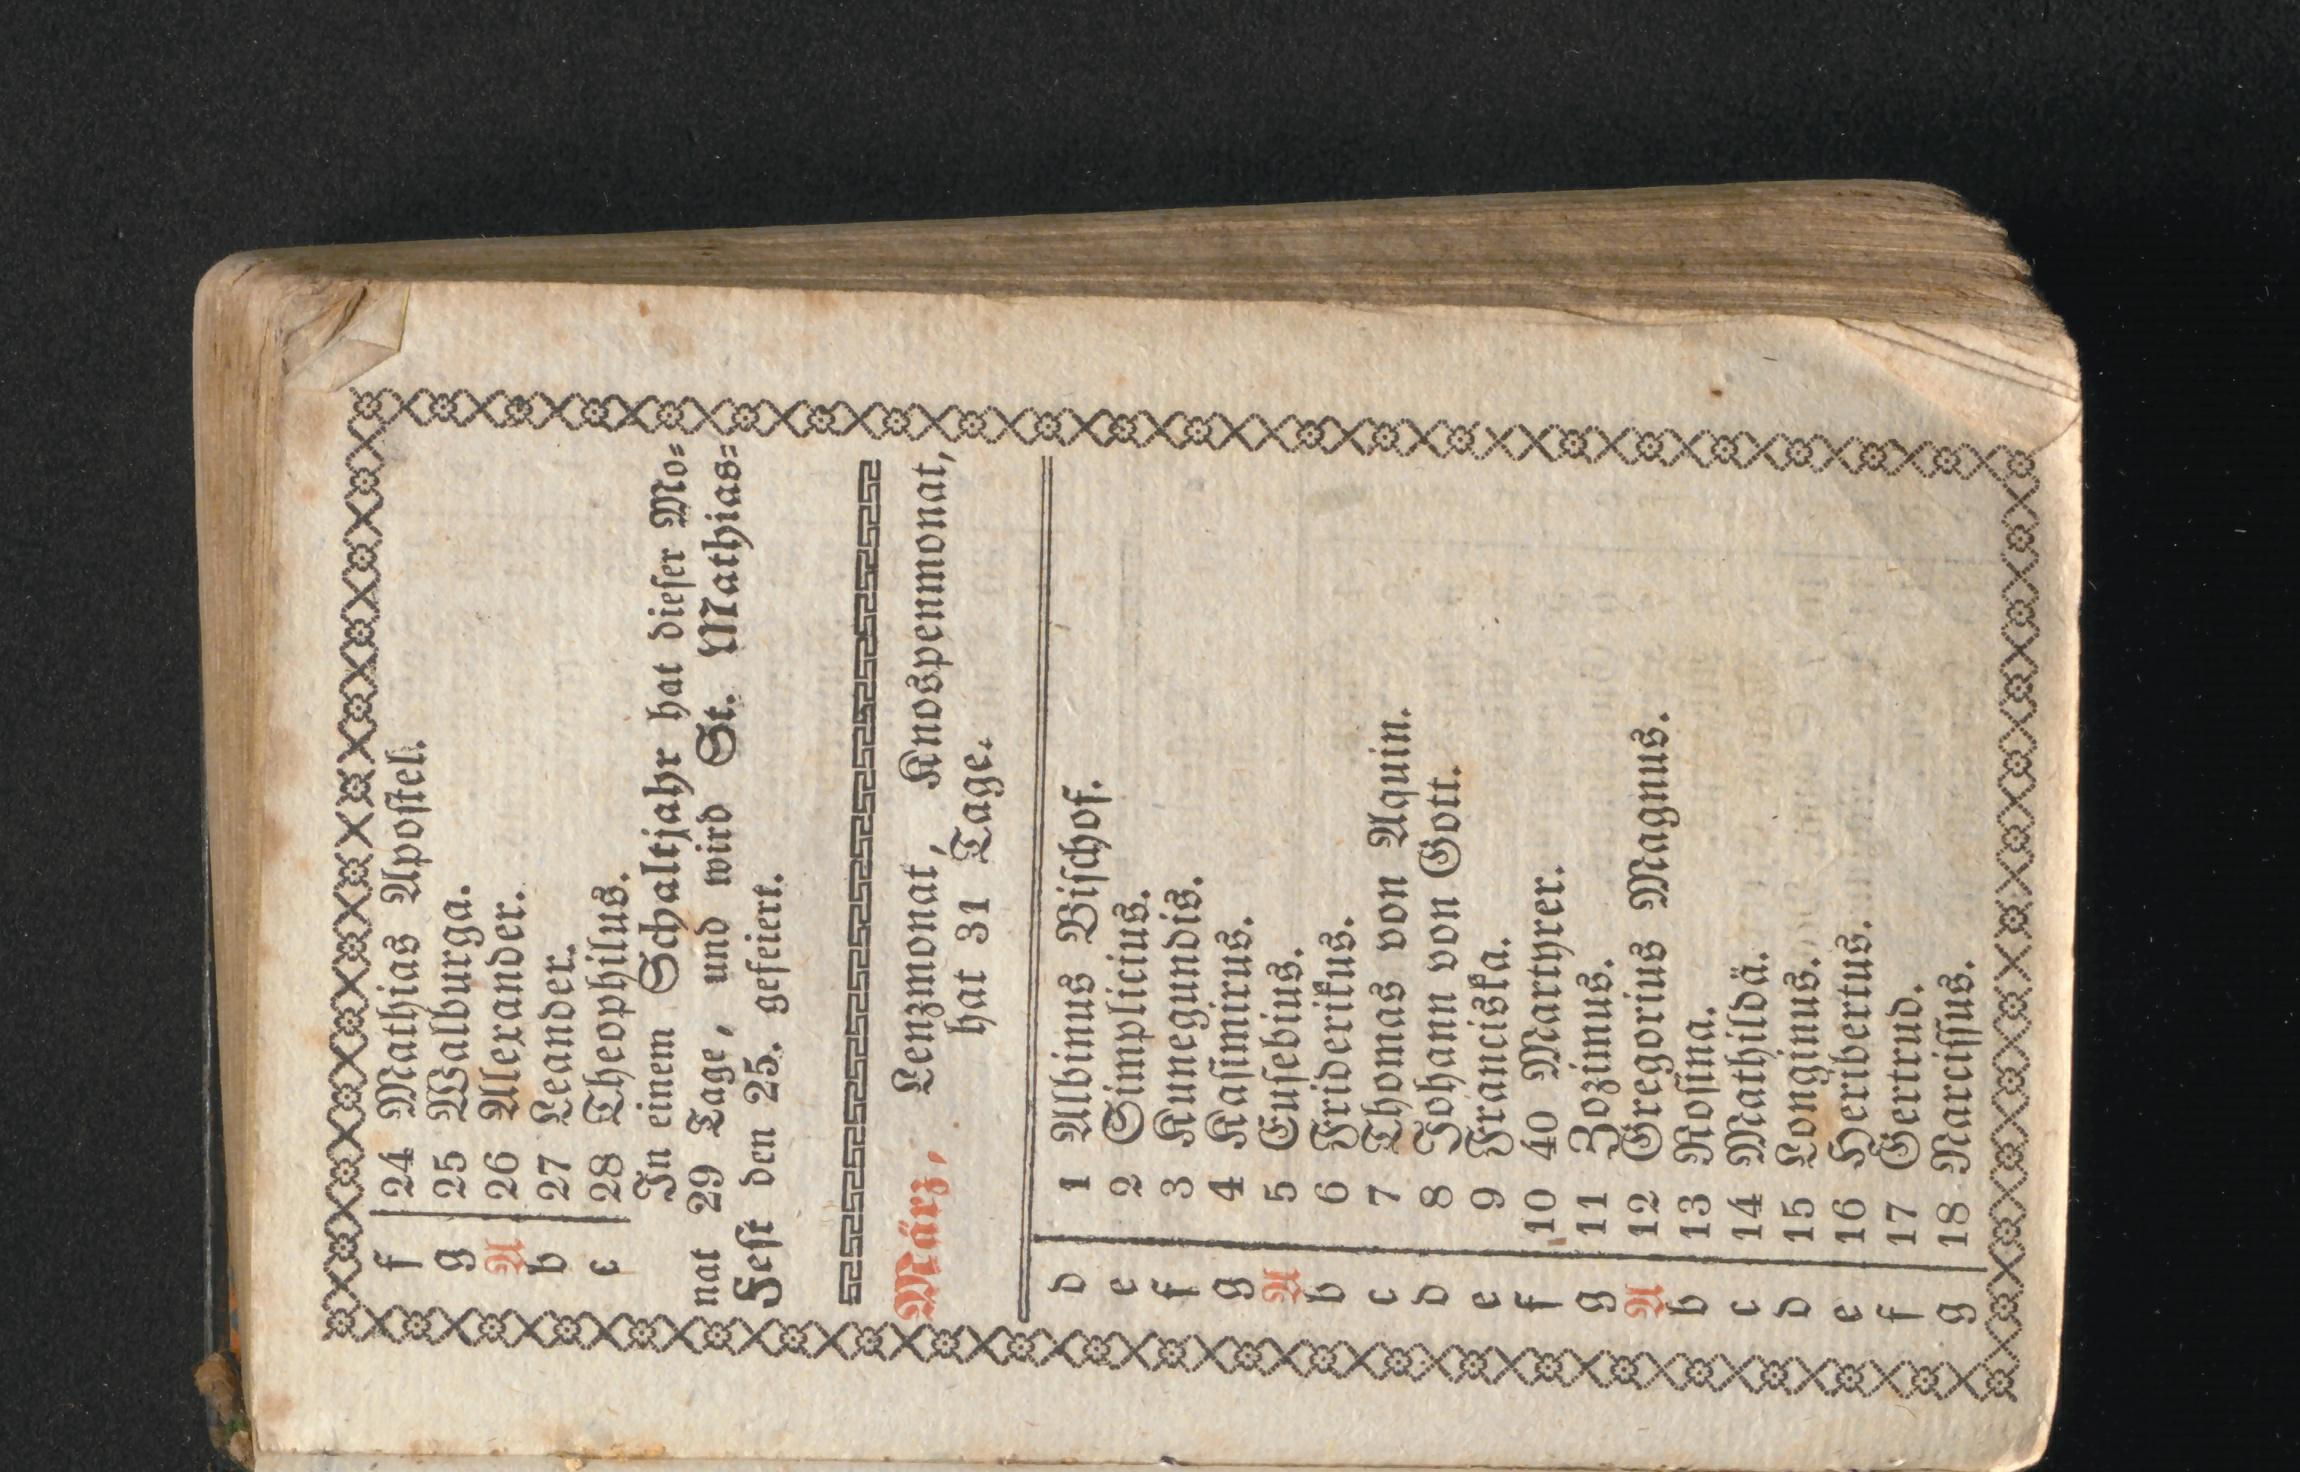 f 24 Mathias Apostel.
g 25 Walburga.
A 26 Alexander.
b 27 Leander.
c 28 Theophilus.
In einem Schaltjahr hat dieser Mo=
nat 29 Tage, und wird St. Mathias=
Fest den 25. gefeiert.
März, Lenzmonat, Knospenmonat,
hat 31 Tage.
d 1 Albinus Bischof.
e 2 Simplicius.
f 3 Kunegundis.
g 4 Kasimirus.
A 5 Eusebius.
b 6 Friderikus.
c 7 Thomas von Aquin.
d 8 Johann von Gott.
e 9 Franciska.
f 10 40 Martyrer.
g 11 Zozimus.
A 12 Gregorius Magnus.
b 13 Rosina.
c 14 Mathildä.
d 15 Longinus.
e 16 Heribertus.
f 17 Gertrud.
g 18 Narcissus.